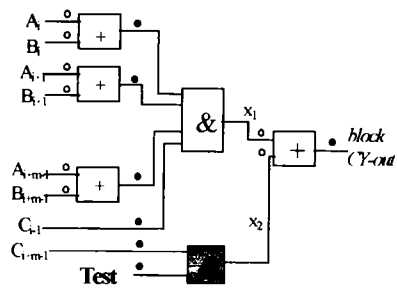 Ai
Bi
+
Ai+1
Bi+1
+
&
x1
block
+
(Y-out
Ai+m-1
Bi+m-1
+
Ci-1
x2
Ci+m-1
Test